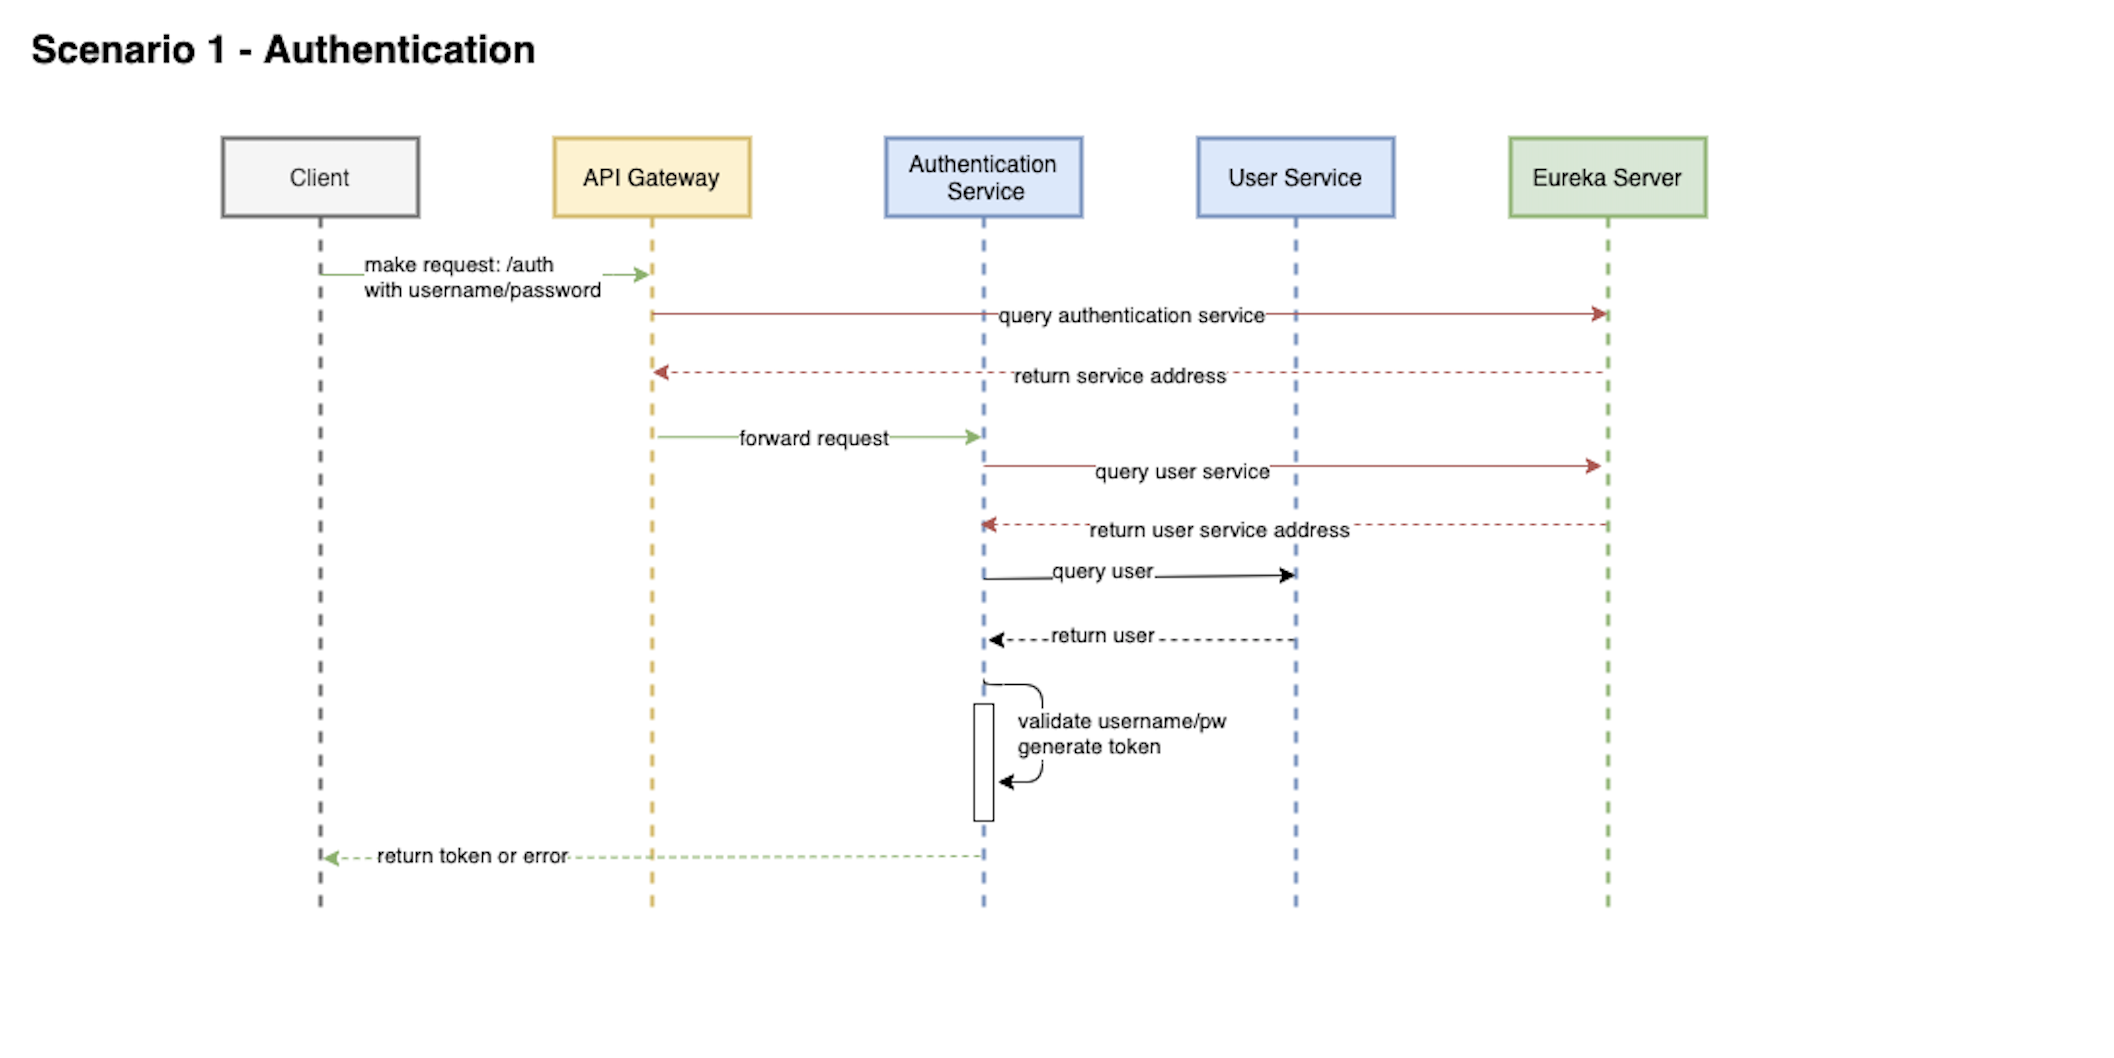 Scenario 1 - Authentication
Client
API Gateway
Authentication
Service
User Service
Eureka Server
make request: /auth
with username/password
query authentication service
return service address
forward request
query user service
return user service address
query user
return user
validate username/pw
generate token
return token or error